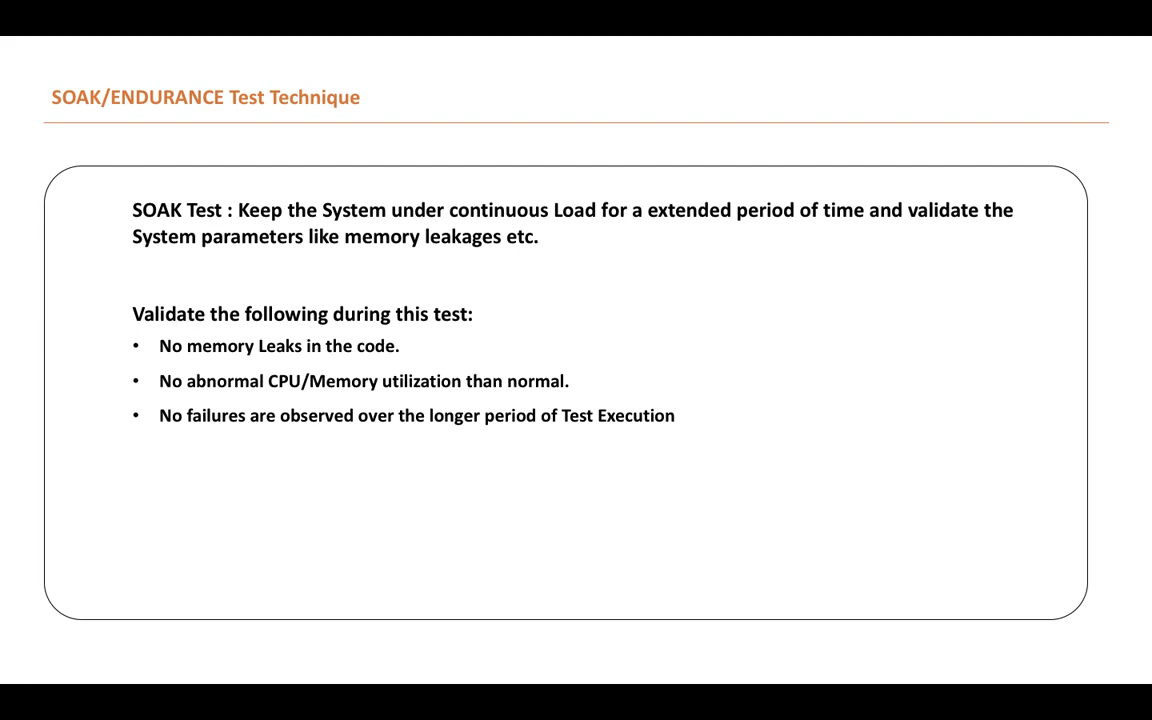 SOAK/ENDURANCE Test Technique
SOAK Test : Keep the System under continuous Load for a extended period of time and validate the
System parameters like memory leakages etc.
Validate the following during this test:
• No memory Leaks in the code.
• No abnormal CPU/Memory utilization than normal.
• No failures are observed over the longer period of Test Execution